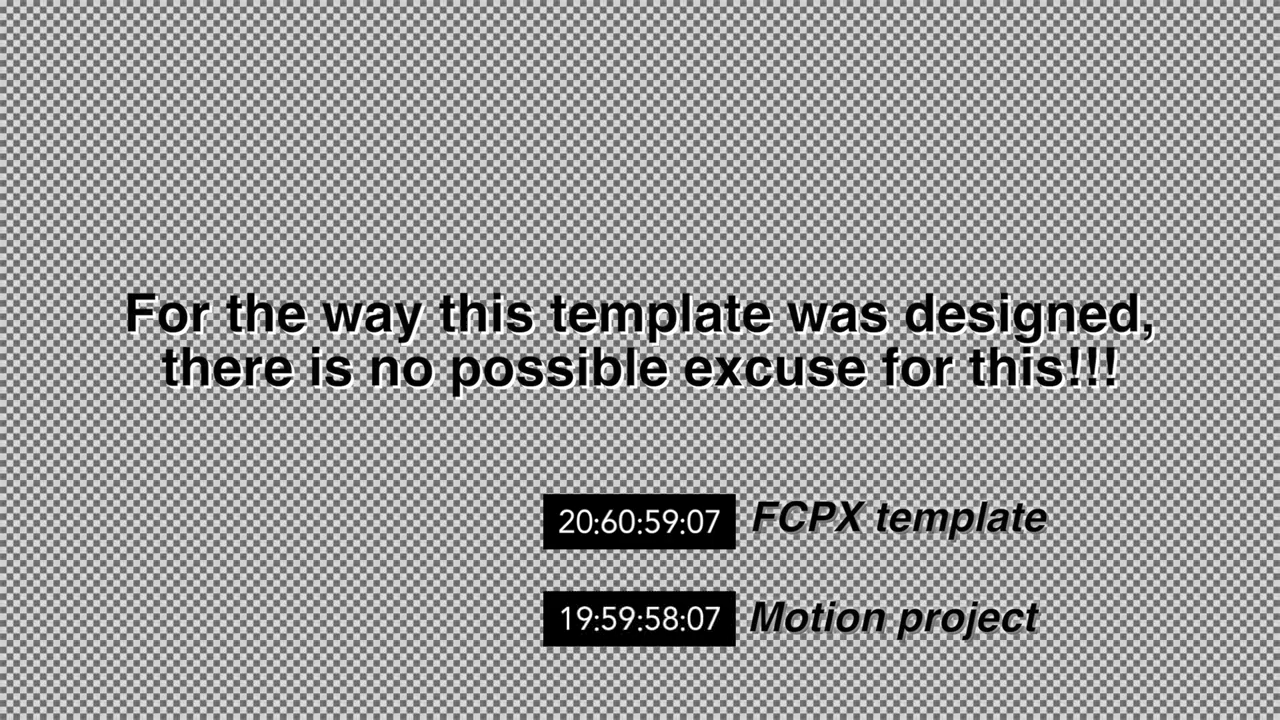 For the way this template was designed,
there is no possible excuse for this!!!
20:60:59:07 FCPX template
19:59:58:07 Motion project